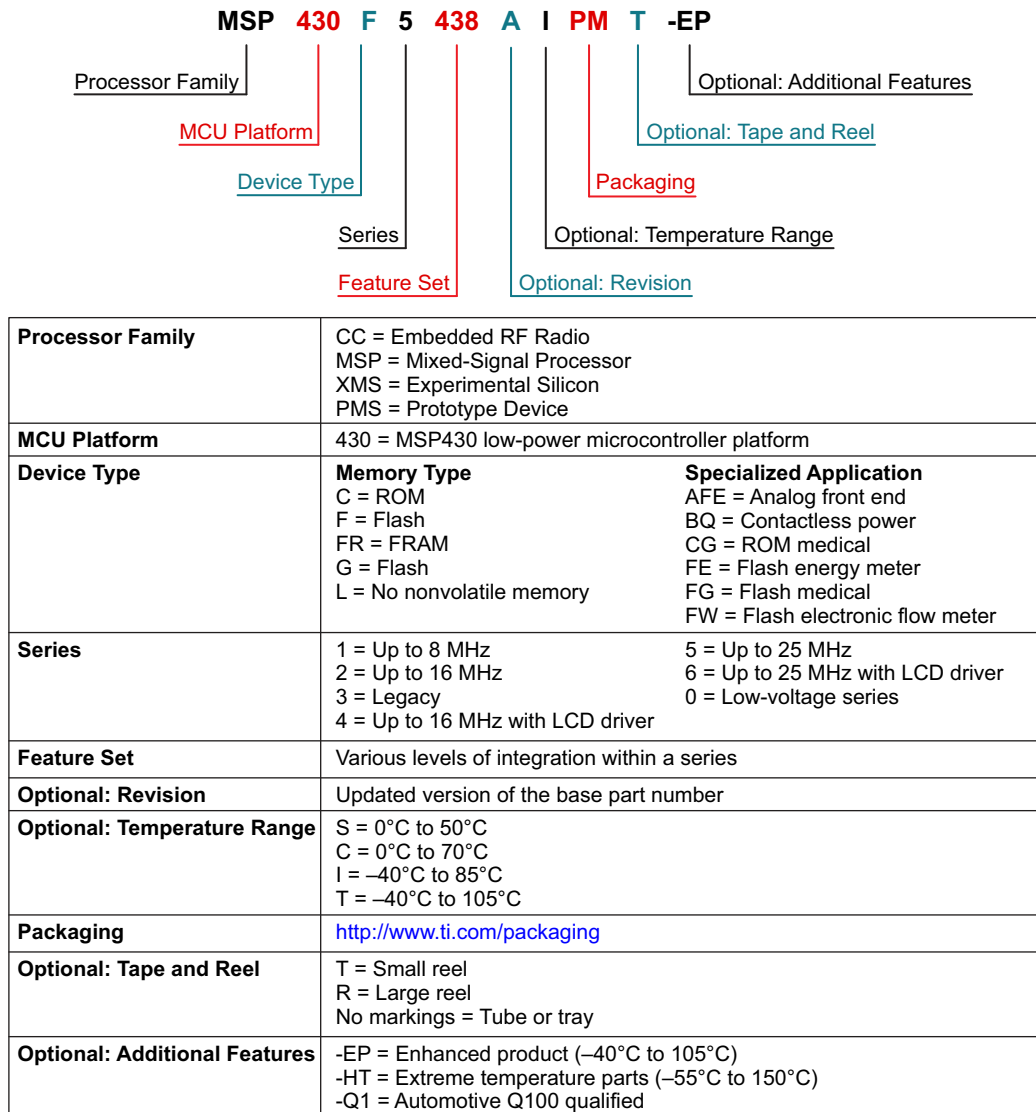 MSP 430 F 5 438 A I PM T -EP
Processor Family
Optional: Additional Features
MCU Platform
Optional: Tape and Reel
Device Type
Packaging
Series
Optional: Temperature Range
Feature Set
Optional: Revision
Processor Family
CC = Embedded RF Radio
MSP = Mixed-Signal Processor
XMS = Experimental Silicon
PMS = Prototype Device
MCU Platform
430 = MSP430 low-power microcontroller platform
Device Type
Memory Type
C = ROM
F = Flash
FR = FRAM
G = Flash
L = No nonvolatile memory
Specialized Application
AFE = Analog front end
BQ = Contactless power
CG = ROM medical
FE = Flash energy meter
FG = Flash medical
FW = Flash electronic flow meter
Series
1 = Up to 8 MHz
2 = Up to 16 MHz
3 = Legacy
4 = Up to 16 MHz with LCD driver
5 = Up to 25 MHz
6 = Up to 25 MHz with LCD driver
0 = Low-voltage series
Feature Set
Various levels of integration within a series
Optional: Revision
Updated version of the base part number
Optional: Temperature Range
S = 0°C to 50°C
C = 0°C to 70°C
I = –40°C to 85°C
T = –40°C to 105°C
Packaging
http://www.ti.com/packaging
Optional: Tape and Reel
T = Small reel
R = Large reel
No markings = Tube or tray
Optional: Additional Features
-EP = Enhanced product (–40°C to 105°C)
-HT = Extreme temperature parts (–55°C to 150°C)
-Q1 = Automotive Q100 qualified